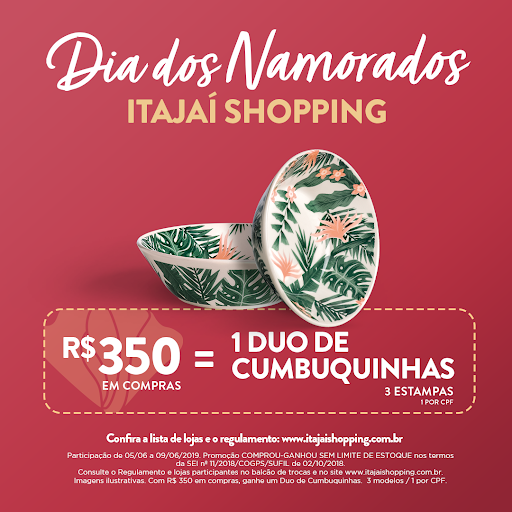 Dia dos Namorados
ITAJAÍ SHOPPING
R$350
EM COMPRAS
=
1 DUO DE
CUMBUQUINHAS
3 ESTAMPAS
1 POR CPF
Confira a lista de lojas e o regulamento: www.itajaishopping.com.br
Participação de 05/06 a 09/06/2019. Promoção COMPROU-GANHOU SEM LIMITE DE ESTOQUE nos termos
da SEI nº 11/2018/COGPS/SUFIL de 02/10/2018.
Consulte o Regulamento e lojas participantes no balcão de trocas e no site www.itajaishopping.com.br.
Imagens ilustrativas. Com R$ 350 em compras, ganhe um Duo de Cumbuquinhas. 3 modelos / 1 por CPF.